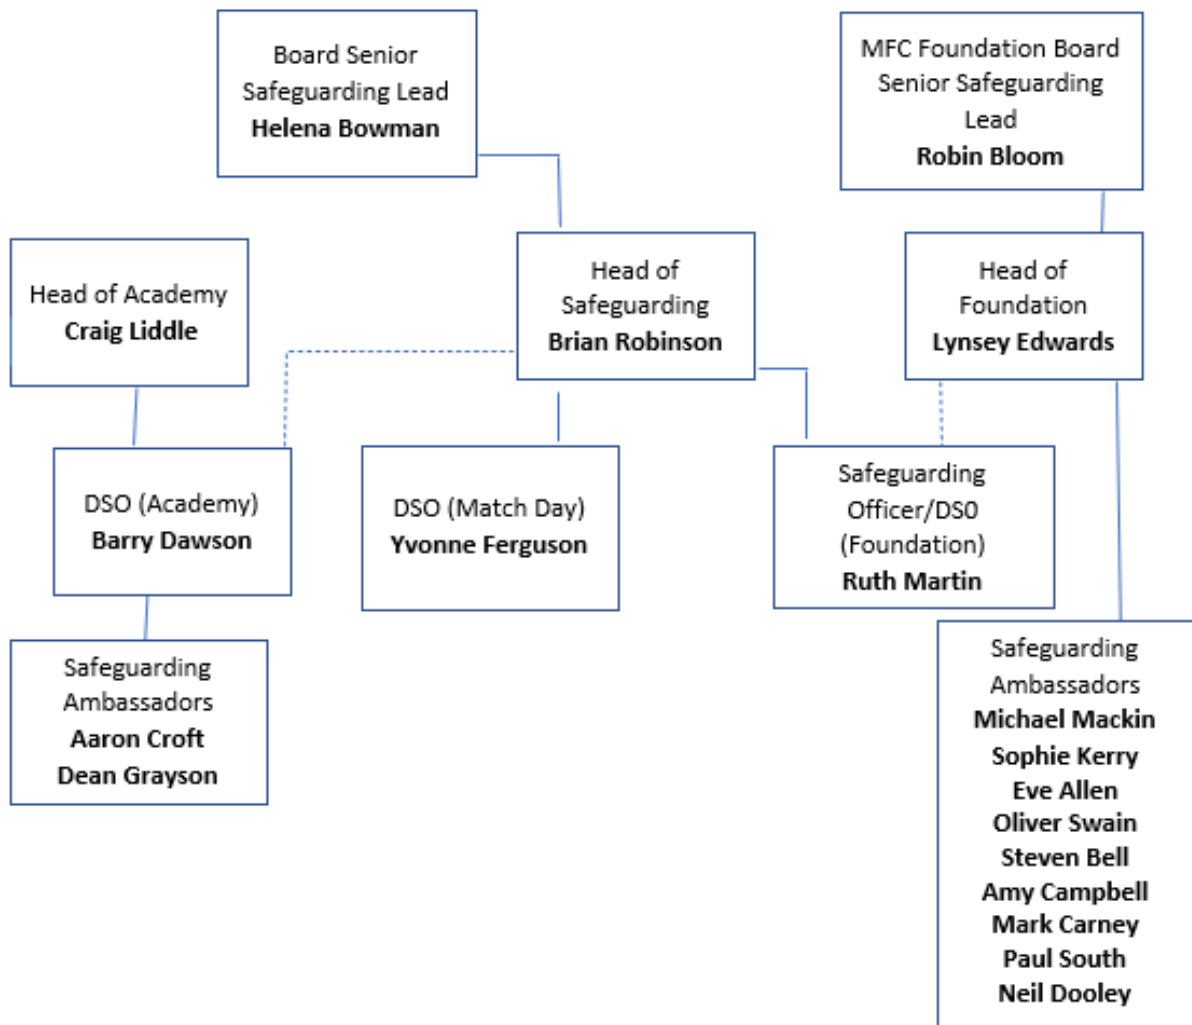 Board Senior
Safeguarding Lead
Helena Bowman
MFC Foundation Board
Senior Safeguarding
Lead
Robin Bloom
Head of Academy
Craig Liddle
Head of
Safeguarding
Brian Robinson
Head of
Foundation
Lynsey Edwards
DSO (Academy)
Barry Dawson
DSO (Match Day)
Yvonne Ferguson
Safeguarding
Officer/DS0
(Foundation)
Ruth Martin
Safeguarding
Ambassadors
Aaron Croft
Dean Grayson
Safeguarding
Ambassadors
Michael Mackin
Sophie Kerry
Eve Allen
Oliver Swain
Steven Bell
Amy Campbell
Mark Carney
Paul South
Neil Dooley